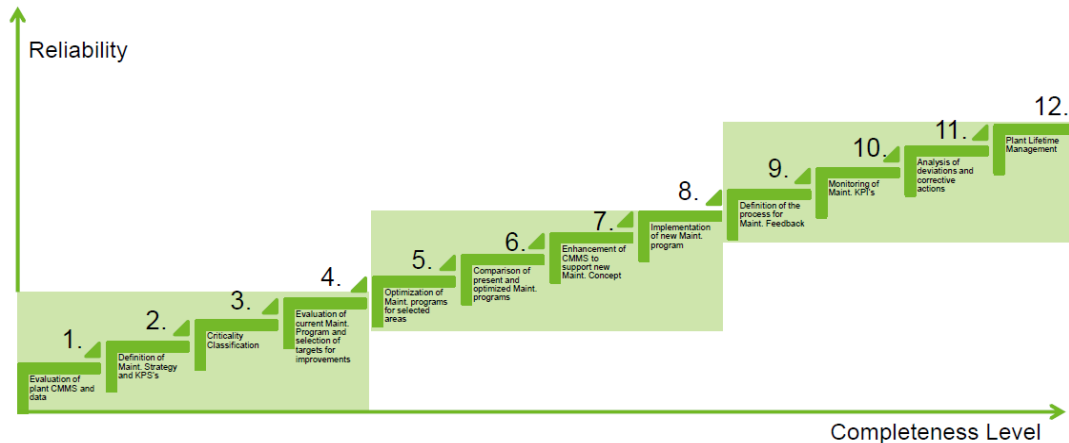 Reliability
1.
Evaluation of
plant CMMS and
data
2.
Definition of
Maint. Strategy
and KPS's
3.
Criticality
Classification
4.
Evaluation of
current Maint.
Program and
selection of
targets for
improvements
5.
Optimization of
Maint. programs
for selected
areas
6.
Comparison of
present and
optimized Maint.
programs
7.
Enhancement of
CMMS to
support new
Maint. Concept
8.
Implementation
of new Maint.
program
9.
Definition of the
process for
Maint. Feedback
10.
Monitoring of
Maint. KPI's
11.
Analysis of
deviations and
corrective
actions
12.
Plant Lifetime
Management
Completeness Level